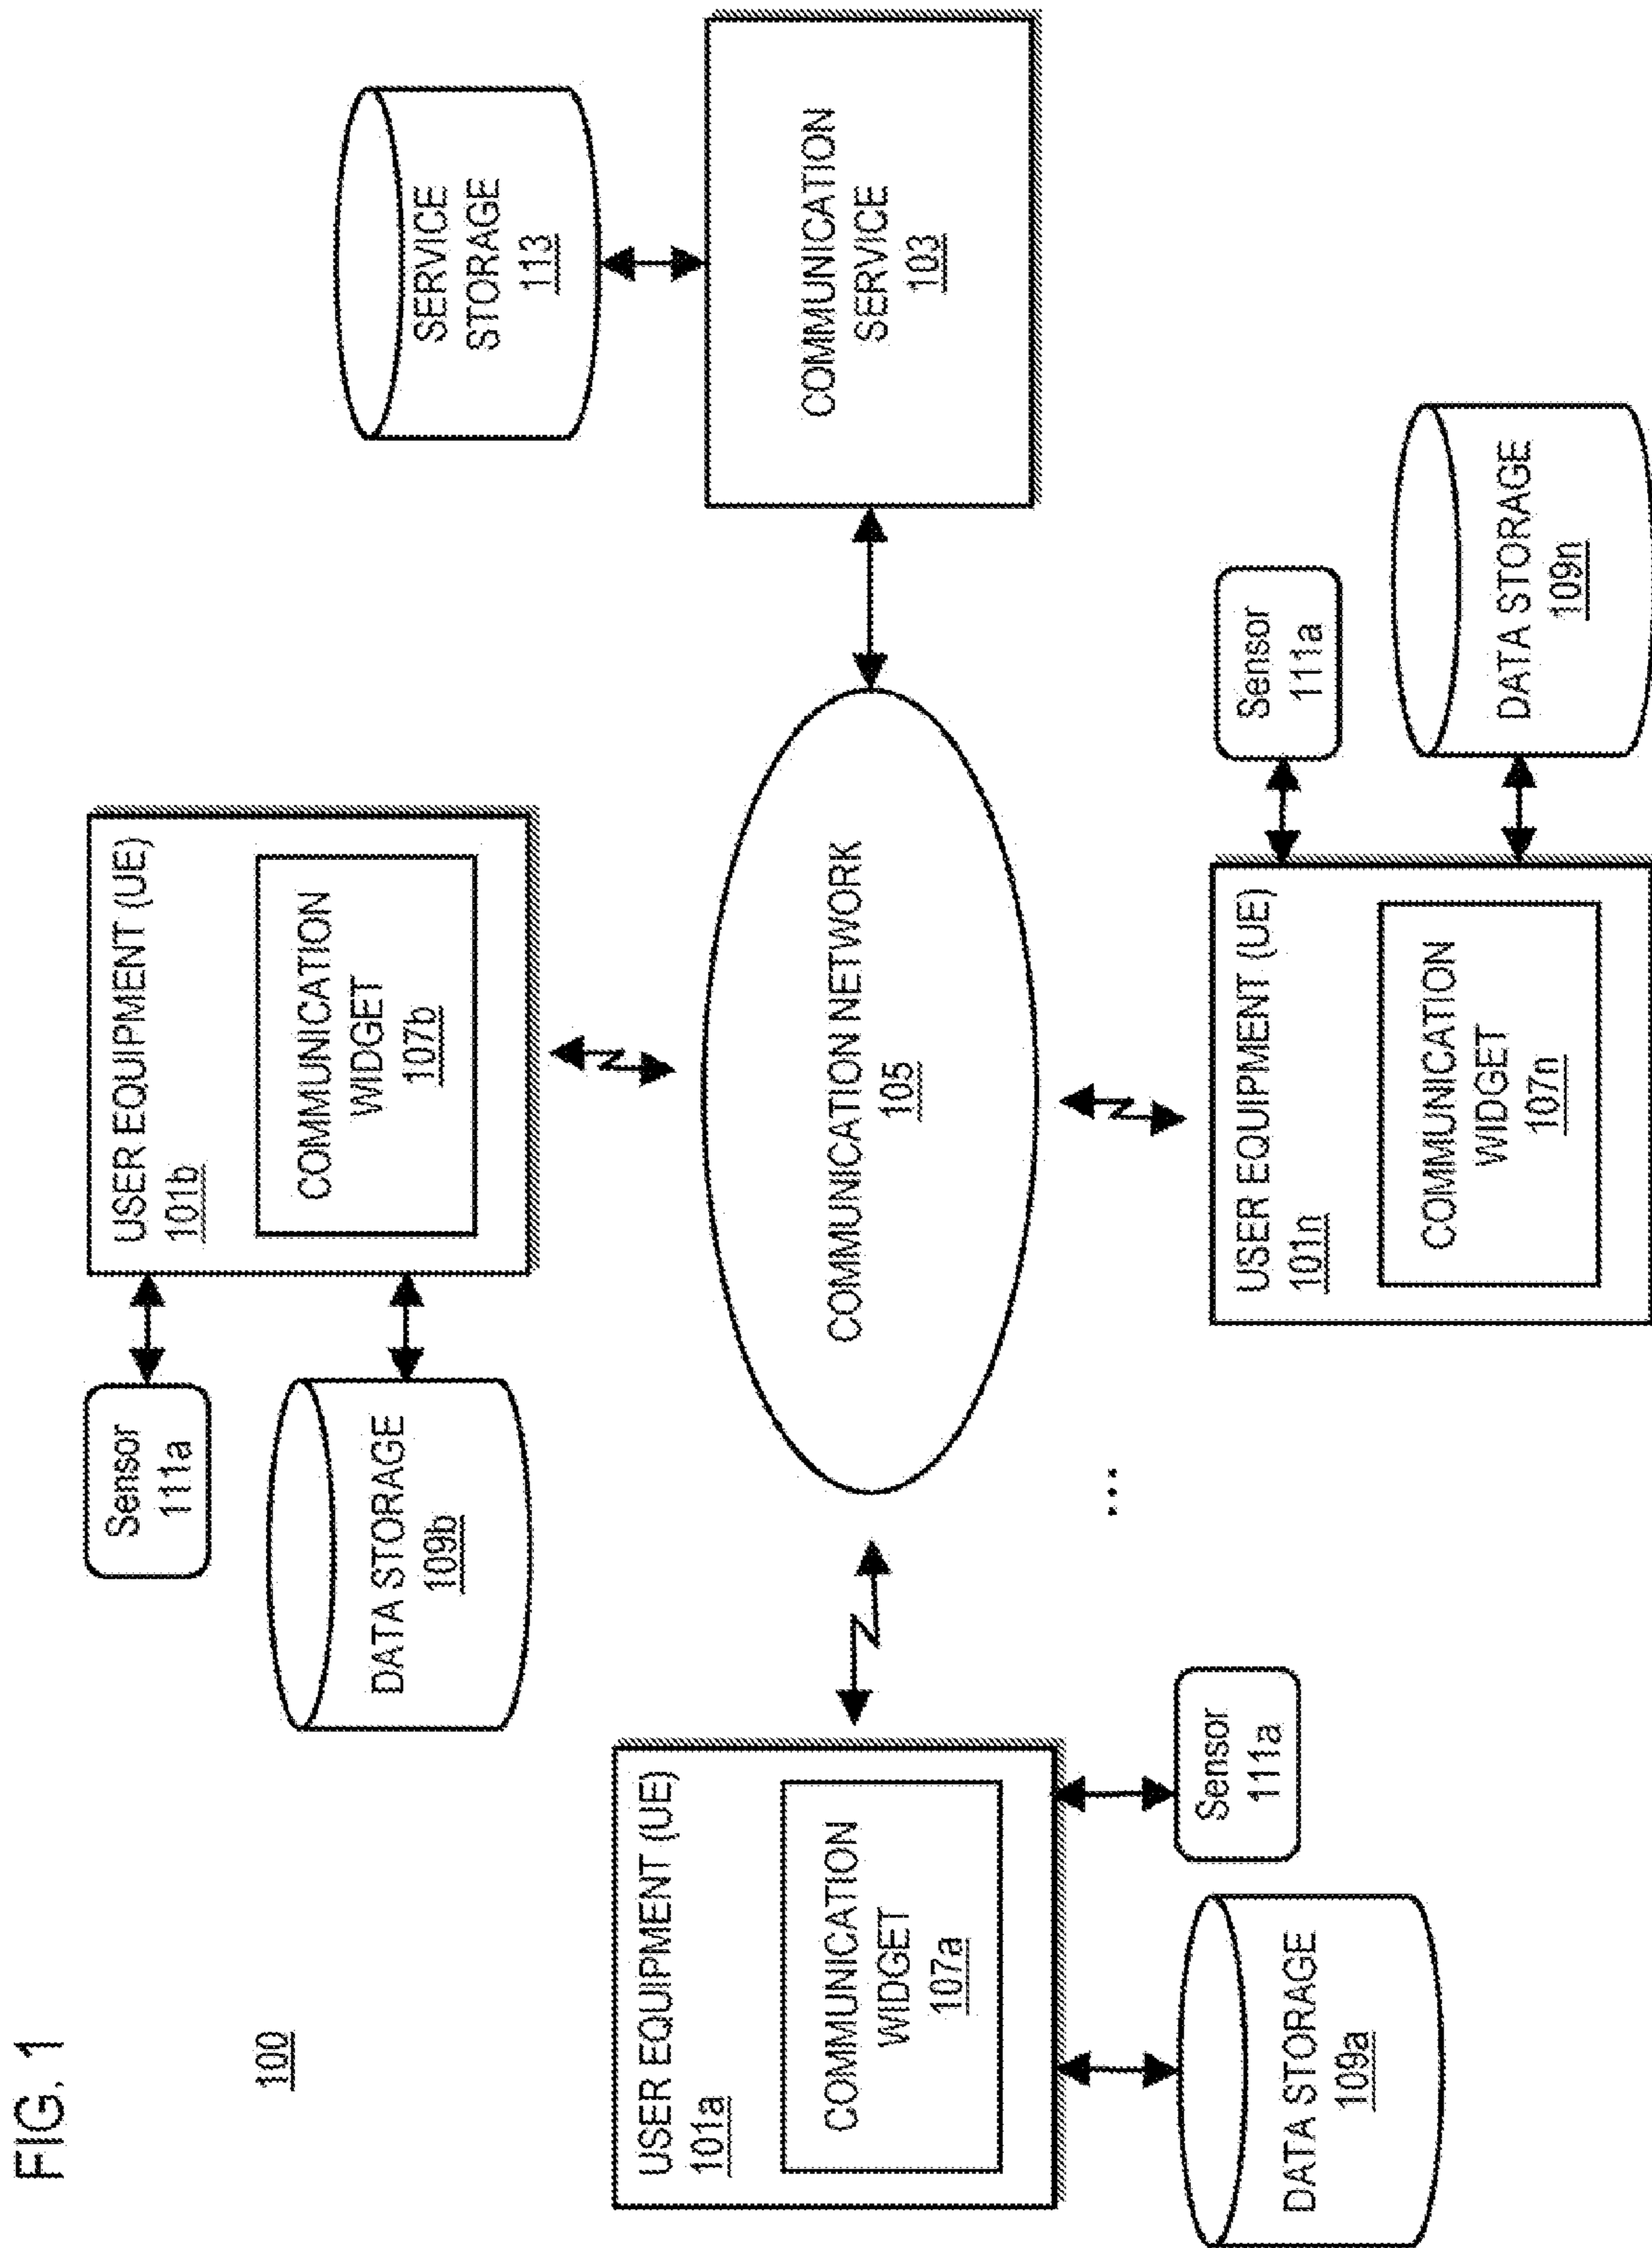 FIG. 1
100
USER EQUIPMENT (UE)
101b
COMMUNICATION
WIDGET
107b
Sensor
111a
DATA STORAGE
109b
SERVICE
STORAGE
113
USER EQUIPMENT (UE)
101a
COMMUNICATION
WIDGET
107a
COMMUNICATION NETWORK
105
COMMUNICATION
SERVICE
103
Sensor
111a
DATA STORAGE
109a
...
USER EQUIPMENT (UE)
101n
COMMUNICATION
WIDGET
107n
Sensor
111a
DATA STORAGE
109n